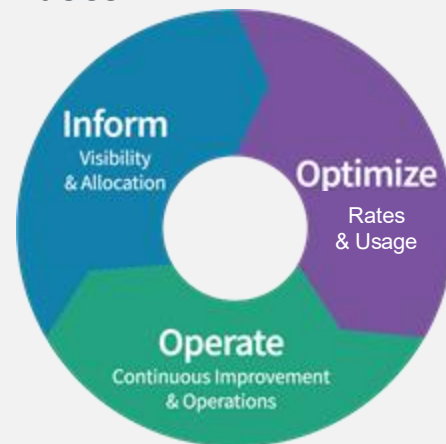 Inform
Visibility
& Allocation
Optimize
Rates
& Usage
Operate
Continuous Improvement
& Operations